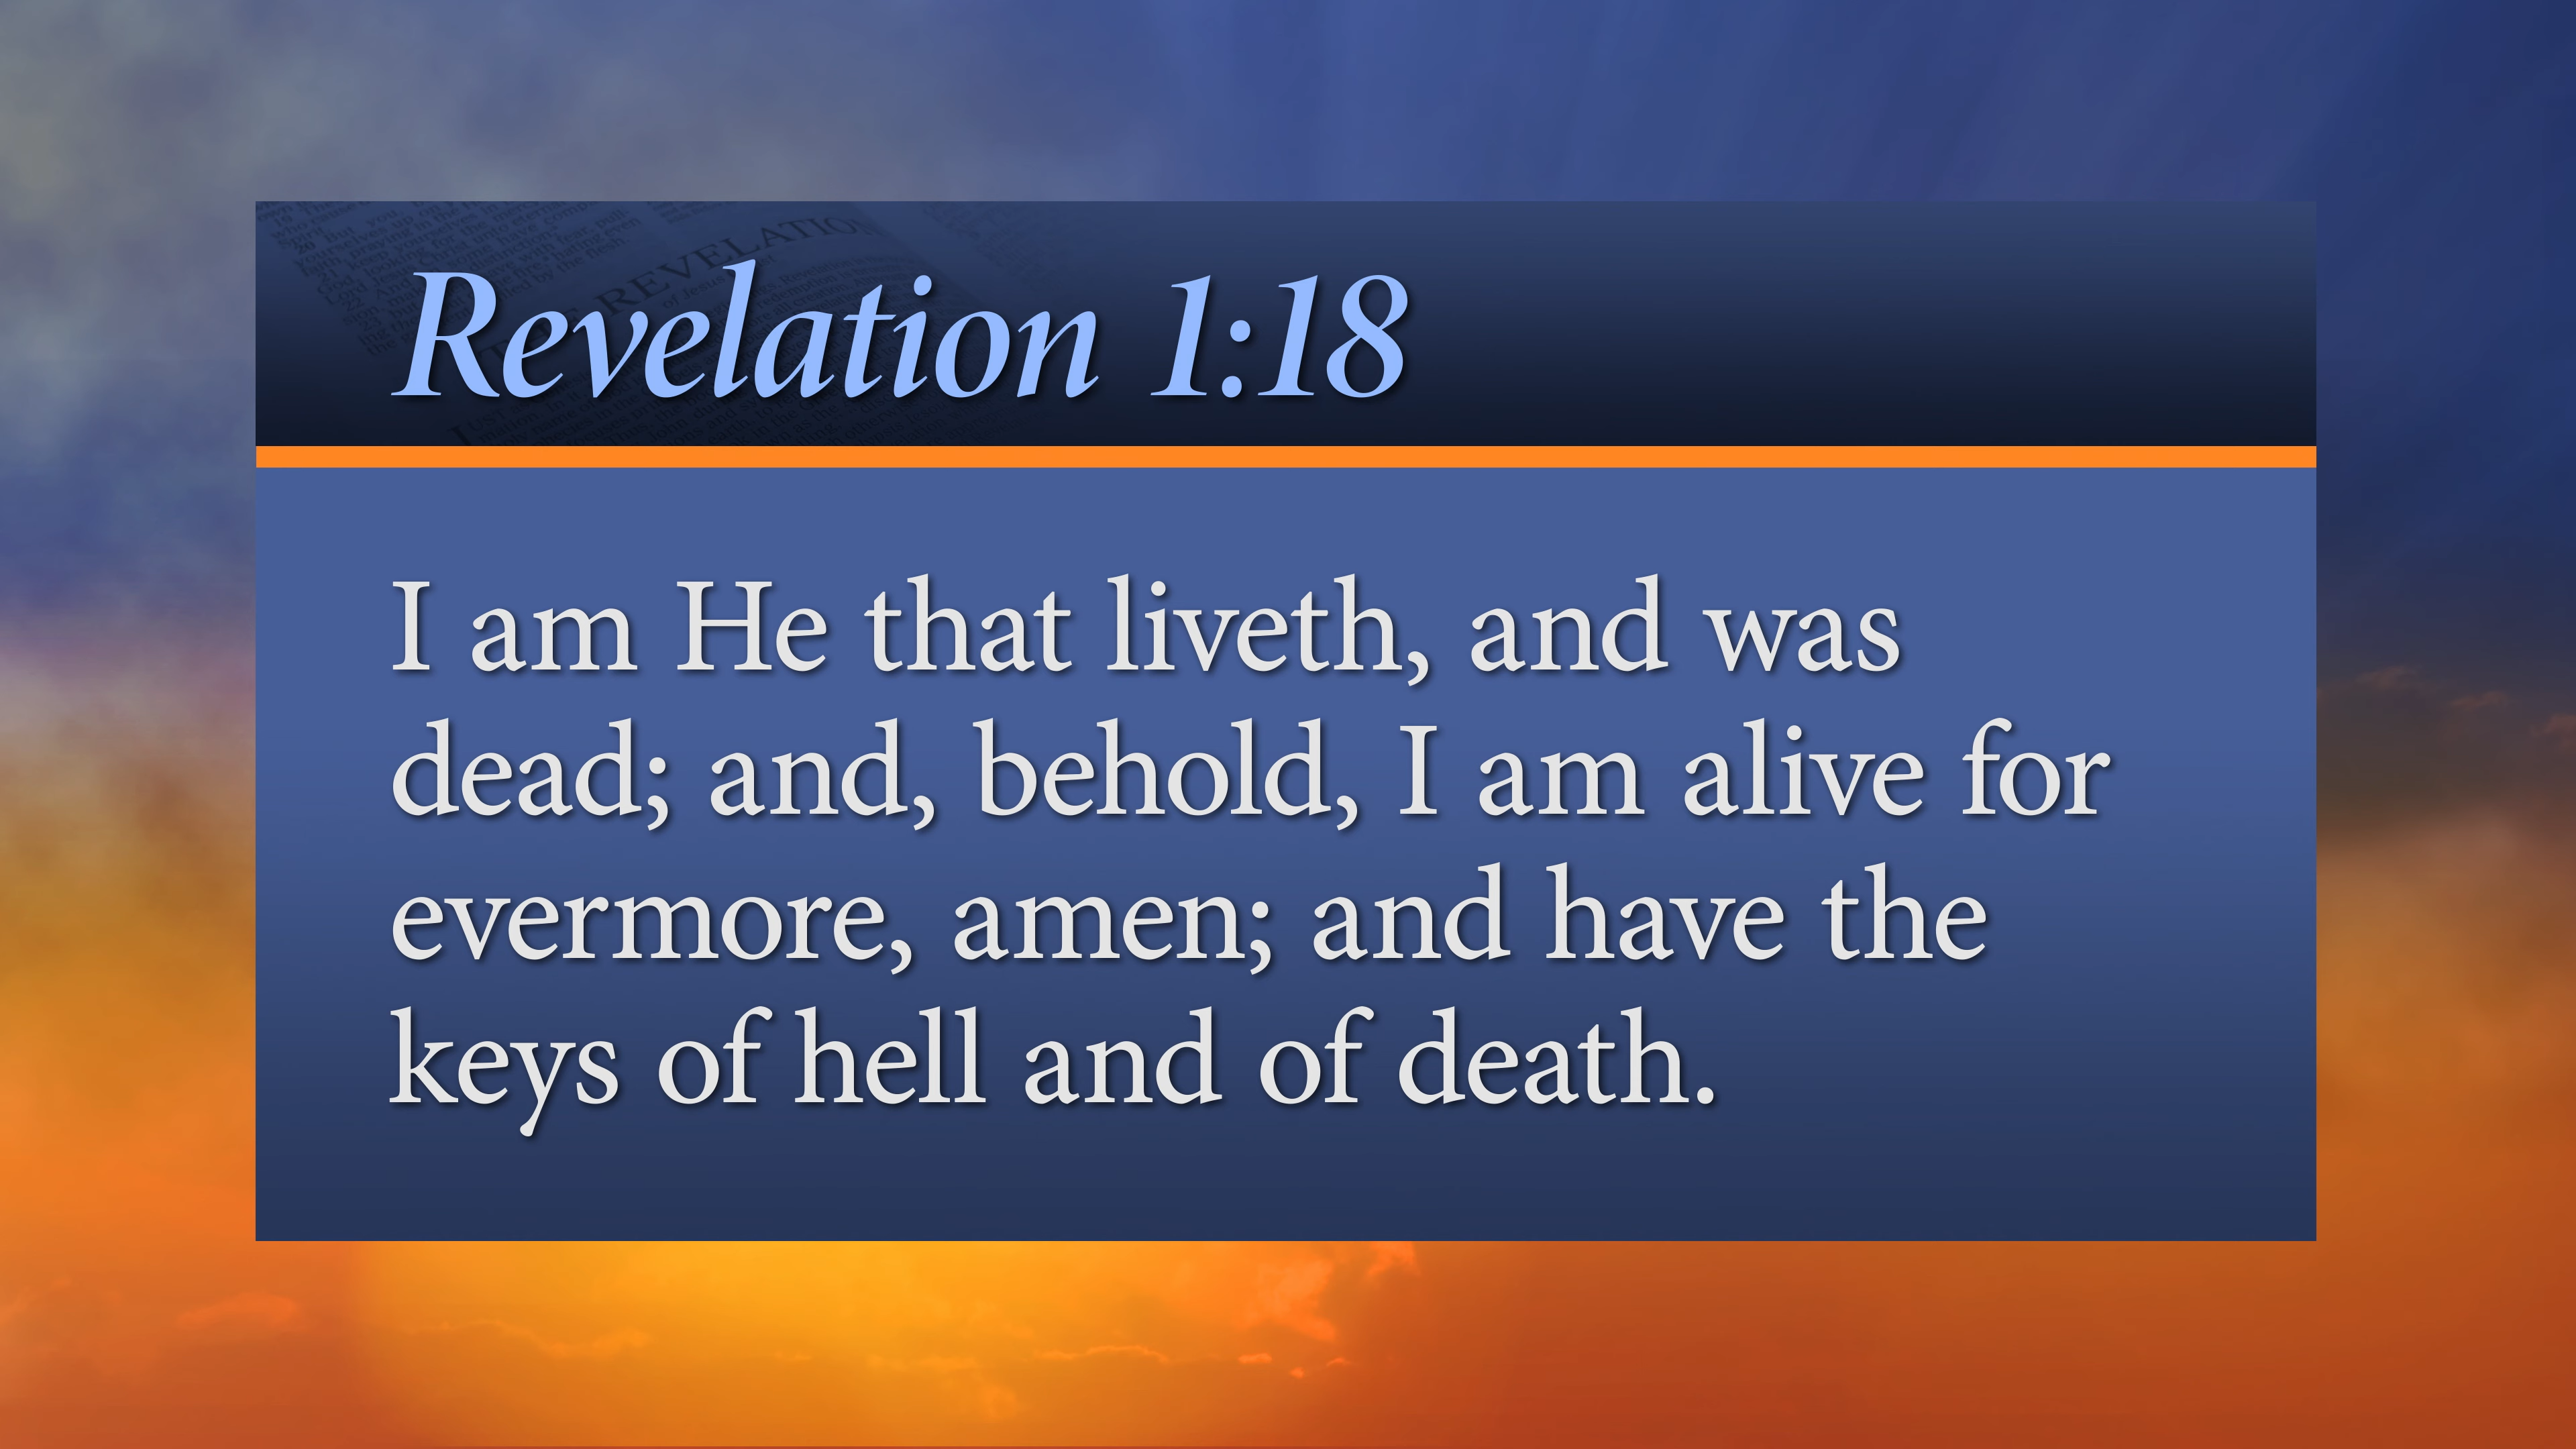 Revelation 1:18
I am He that liveth, and was
dead; and, behold, I am alive for
evermore, amen; and have the
keys of hell and of death.